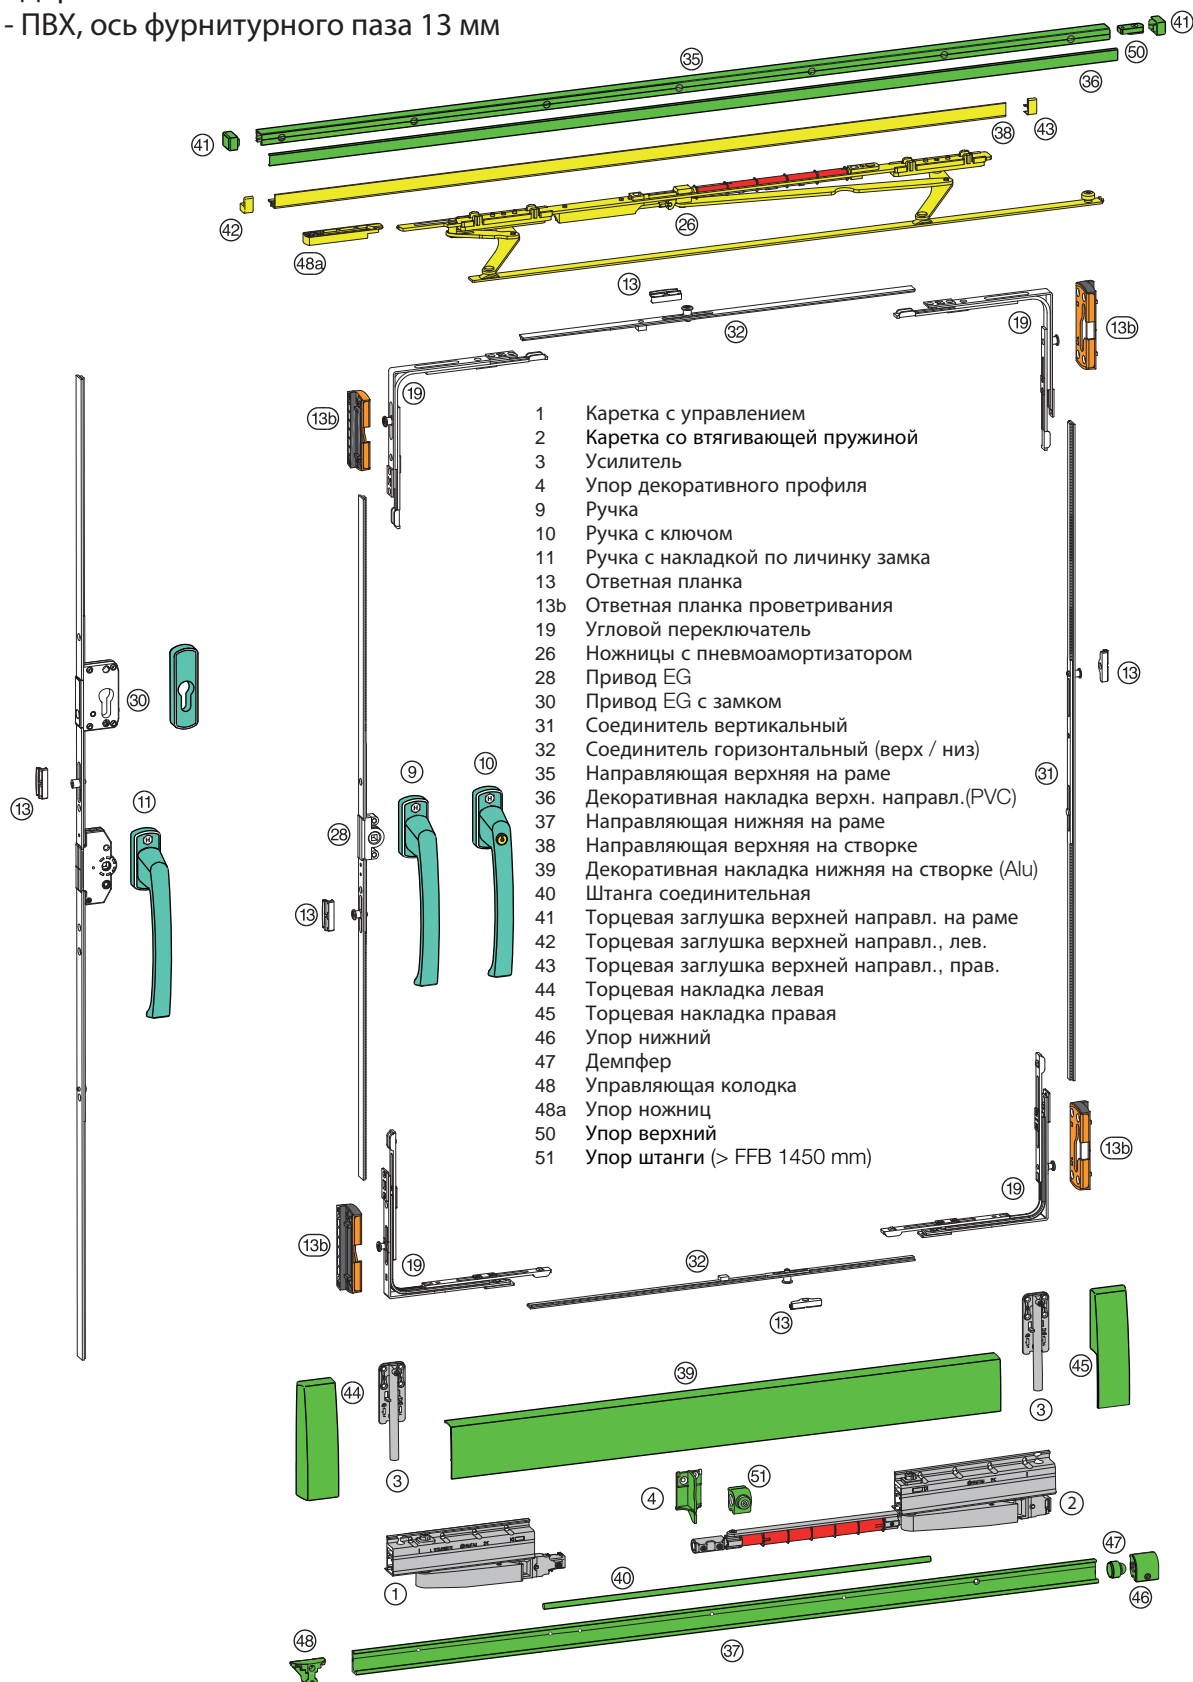 - ПВХ, ось фурнитурного паза 13 мм
41
50
35
36
41
43
38
42
26
48a
13
32
19
13b
19
13b
1 Каретка с управлением
2 Каретка со втягивающей пружиной
3 Усилитель
4 Упор декоративного профиля
9 Ручка
10 Ручка с ключом
11 Ручка с накладкой по личинку замка
13 Ответная планка
13b Ответная планка проветривания
19 Угловой переключатель
26 Ножницы с пневмоамортизатором
28 Привод EG
30 Привод EG с замком
31 Соединитель вертикальный
32 Соединитель горизонтальный (верх / низ)
35 Направляющая верхняя на раме
36 Декоративная накладка верхн. направл.(PVC)
37 Направляющая нижняя на раме
38 Направляющая верхняя на створке
39 Декоративная накладка нижняя на створке (Alu)
40 Штанга соединительная
41 Торцевая заглушка верхней направл. на раме
42 Торцевая заглушка верхней направл., лев.
43 Торцевая заглушка верхней направл., прав.
44 Торцевая накладка левая
45 Торцевая накладка правая
46 Упор нижний
47 Демпфер
48 Управляющая колодка
48a Упор ножниц
50 Упор верхний
51 Упор штанги (> FFB 1450 mm)
30
13
31
9
10
13
11
28
13
13b
19
13b
19
32
13
39
44
45
3
3
4
51
2
1
40
47
46
48
37